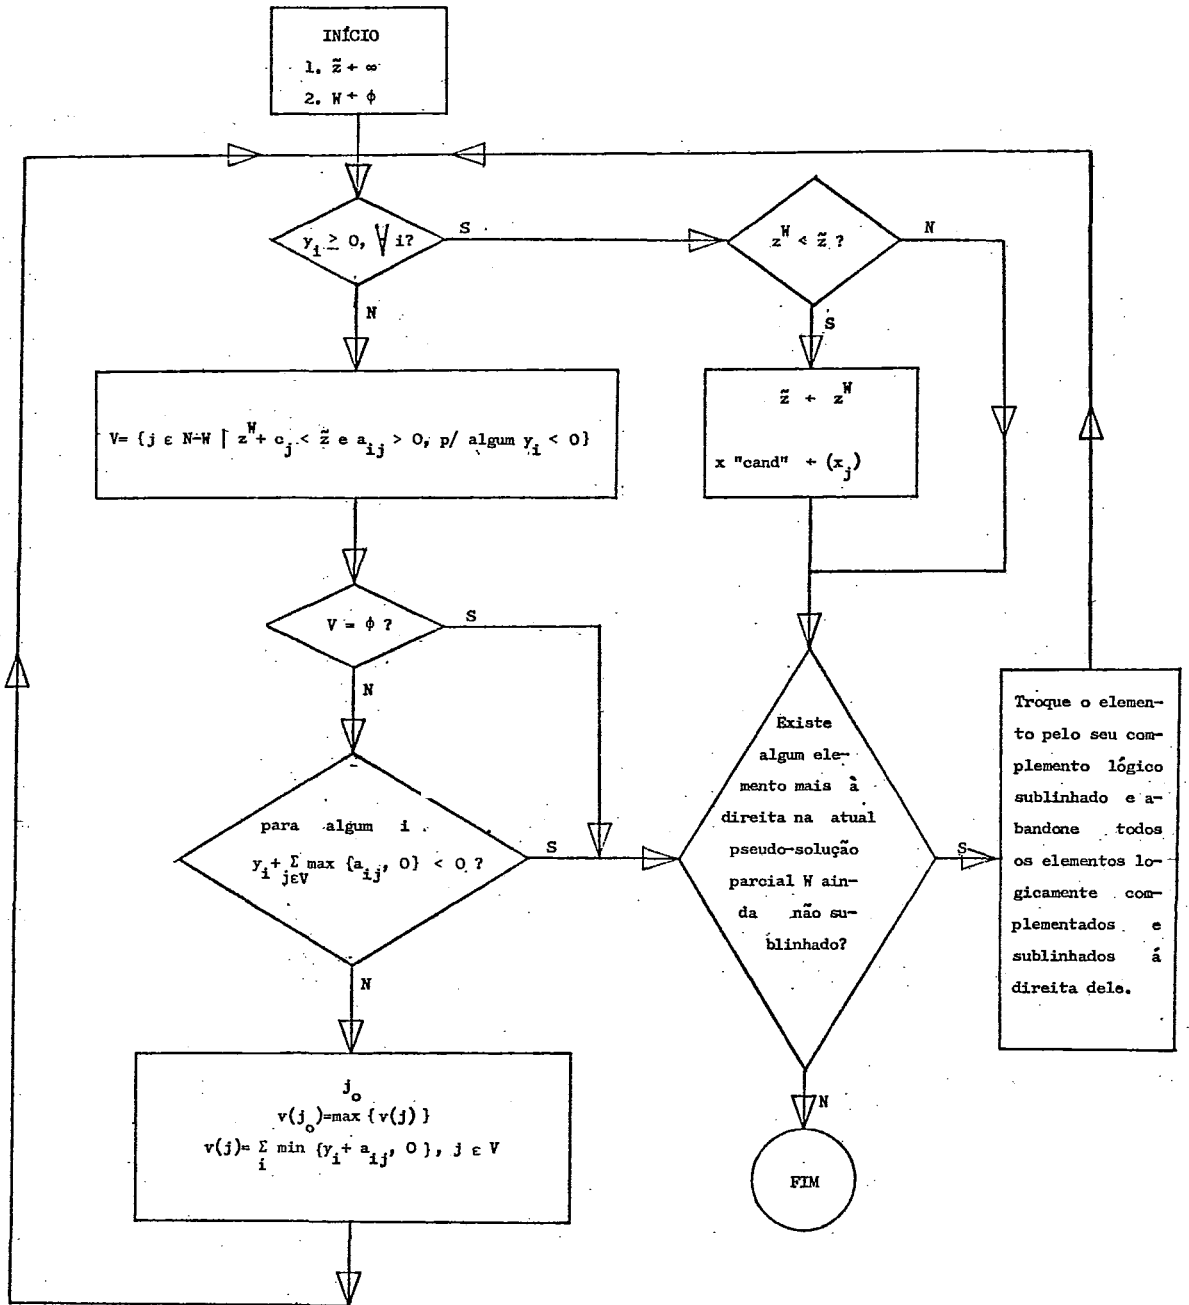 INÍCIO
1. z̃ ← ∞
2. W ← ϕ
y_i ≥ 0, ∀ i?
S
N
z^W < z̃ ?
N
S
z̃ ← z^W
x "cand" ← (x_j)
V= {j ε N-W | z^W + c_j < z̃ e a_ij > 0, p/ algum y_i < 0}
V = ϕ ?
S
N
para algum i
y_i + Σ max {a_ij, 0} < 0 ?
jεV
S
N
j_o
v(j_o)=max {v(j)}
v(j)= Σ min {y_i + a_ij, 0 }, j ε V
i
Existe
algum ele-
mento mais à
direita na atual
pseudo-solução
parcial W ain-
da não su-
blinhado?
S
N
FIM
Troque o elemen-
to pelo seu com-
plemento lógico
sublinhado e a-
bandone todos
os elementos lo-
gicamente com-
plementados e
sublinhados á
direita dele.